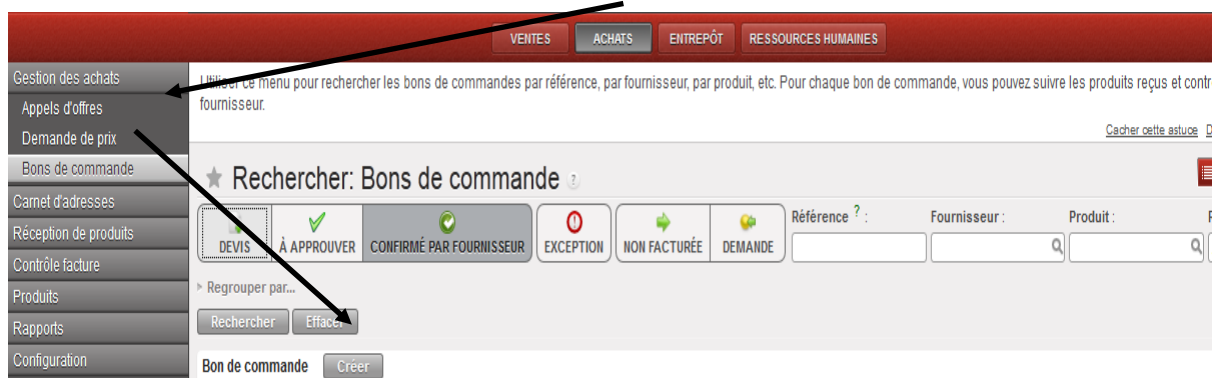 VENTES ACHATS ENTREPÔT RESSOURCES HUMAINES
Gestion des achats
Appels d'offres
Demande de prix
Bons de commande
Carnet d'adresses
Réception de produits
Contrôle facture
Produits
Rapports
Configuration
Utiliser ce menu pour rechercher les bons de commandes par référence, par fournisseur, par produit, etc. Pour chaque bon de commande, vous pouvez suivre les produits reçus et contr
fournisseur.
Cacher cette astuce D
Rechercher: Bons de commande ?
DEVIS À APPROUVER CONFIRMÉ PAR FOURNISSEUR EXCEPTION NON FACTURÉE DEMANDE
Référence ? : Fournisseur : Produit :
Regrouper par...
Rechercher Effacer
Bon de commande Créer